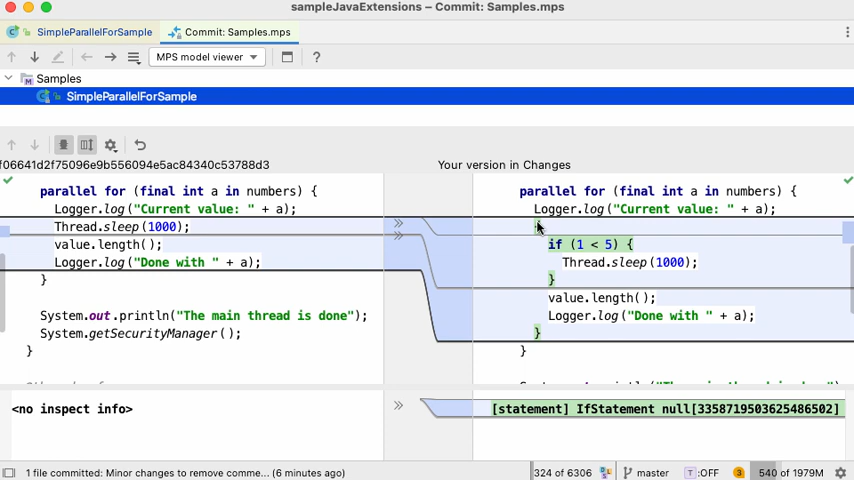 sampleJavaExtensions – Commit: Samples.mps
SimpleParallelForSample
Commit: Samples.mps
MPS model viewer
?
Samples
SimpleParallelForSample
f06641d2f75096e9b556094e5ac84340c53788d3
Your version in Changes
parallel for (final int a in numbers) {
Logger.log("Current value: " + a);
Thread.sleep(1000);
value.length();
Logger.log("Done with " + a);
}
System.out.println("The main thread is done");
System.getSecurityManager();
}
parallel for (final int a in numbers) {
Logger.log("Current value: " + a);
if (1 < 5) {
Thread.sleep(1000);
}
value.length();
Logger.log("Done with " + a);
}
}
<no inspect info>
[statement] IfStatement null[3358719503625486502]
1 file committed: Minor changes to remove comme... (6 minutes ago)
324 of 6306
master
T :OFF
3
540 of 1979M